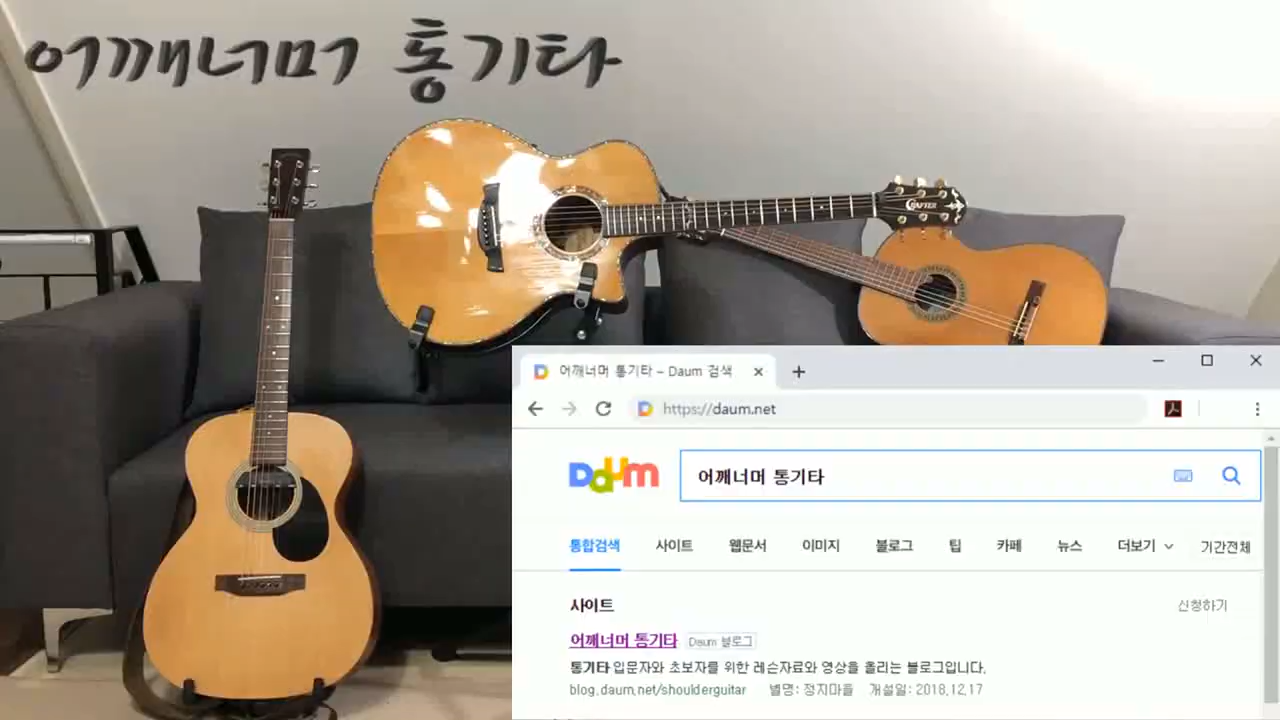 어깨너머 통기타
CRAFTER
어깨너머 통기타 – Daum 검색
https://daum.net
Daum
어깨너머 통기타
통합검색 사이트 웹문서 이미지 블로그 팁 카페 뉴스 더보기 기간전체
사이트 신청하기
어깨너머 통기타 Daum 블로그
통기타 입문자와 초보자를 위한 레슨자료와 영상을 올리는 블로그입니다.
blog.daum.net/shoulderguitar 별명: 정지마을 개설일: 2018.12.17